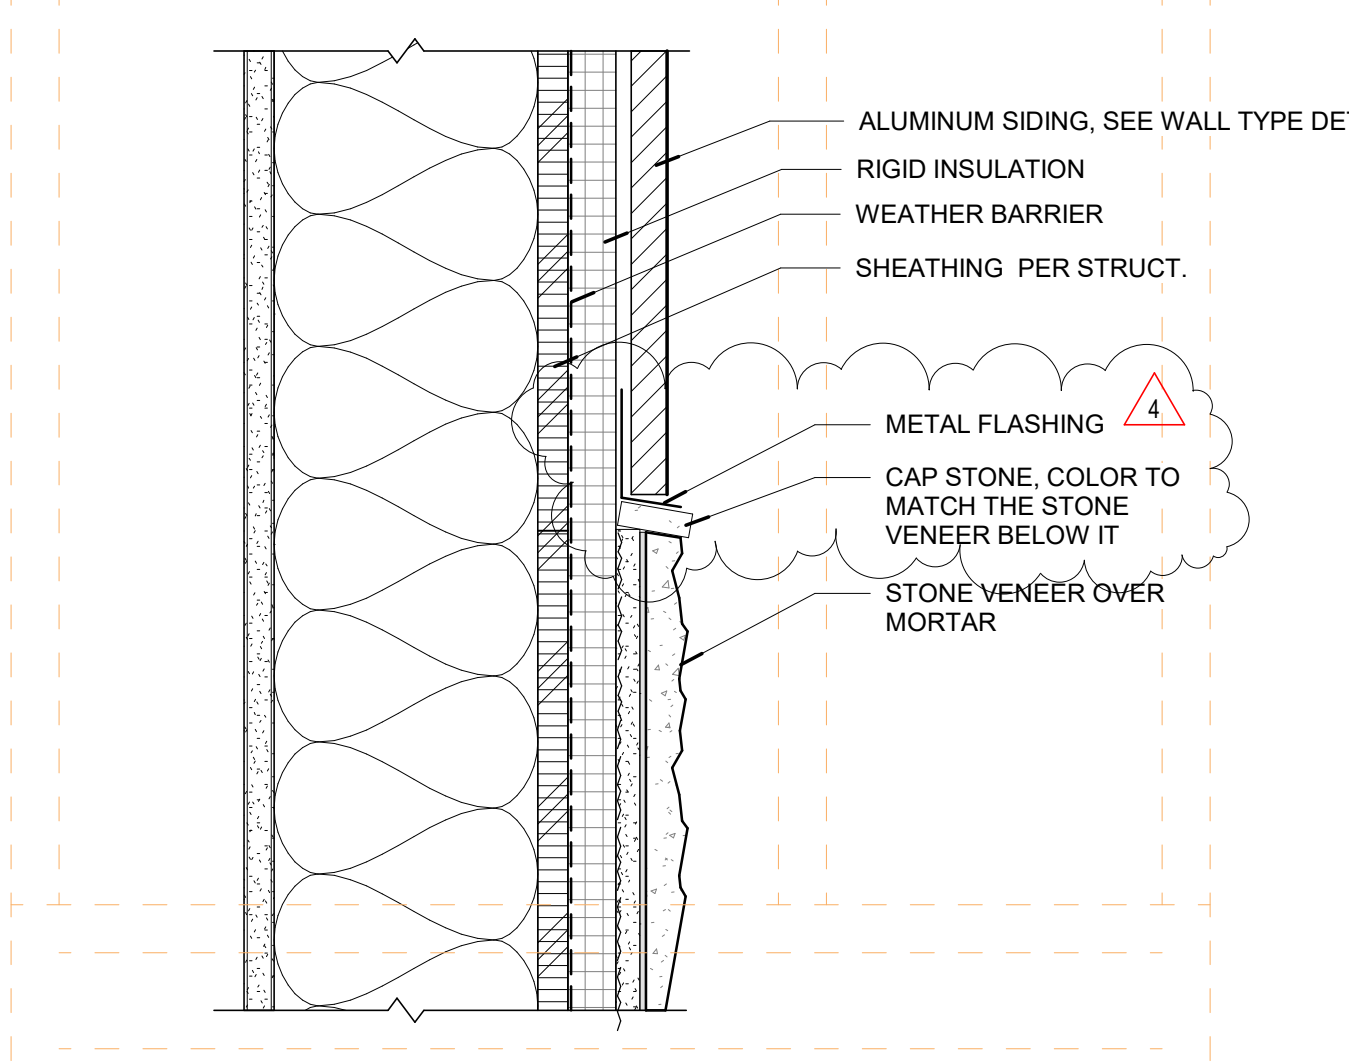 ALUMINUM SIDING, SEE WALL TYPE
RIGID INSULATION
WEATHER BARRIER
SHEATHING PER STRUCT.
4
METAL FLASHING
CAP STONE, COLOR TO
MATCH THE STONE
VENEER BELOW IT
STONE VENEER OVER
MORTAR